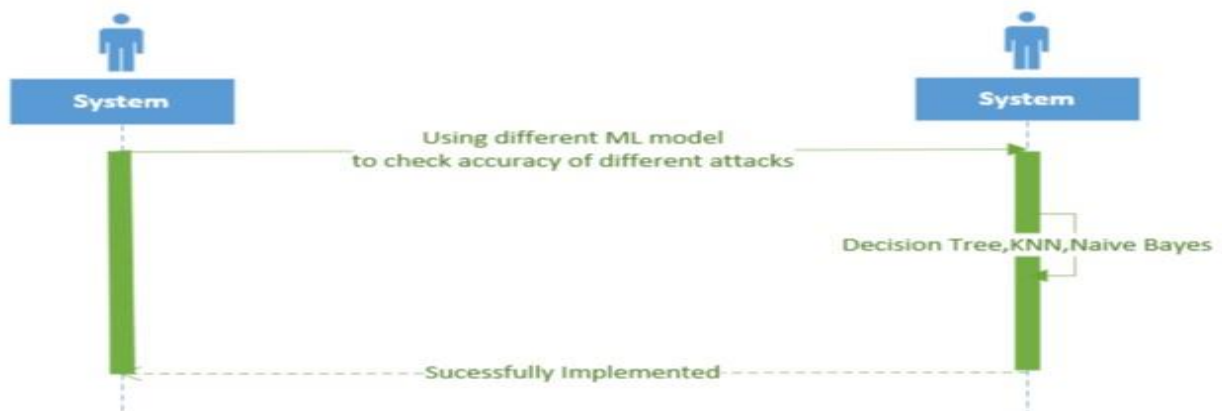 System
System
Using different ML model
to check accuracy of different attacks
Decision Tree,KNN,Naive Bayes
Sucessfully Implemented